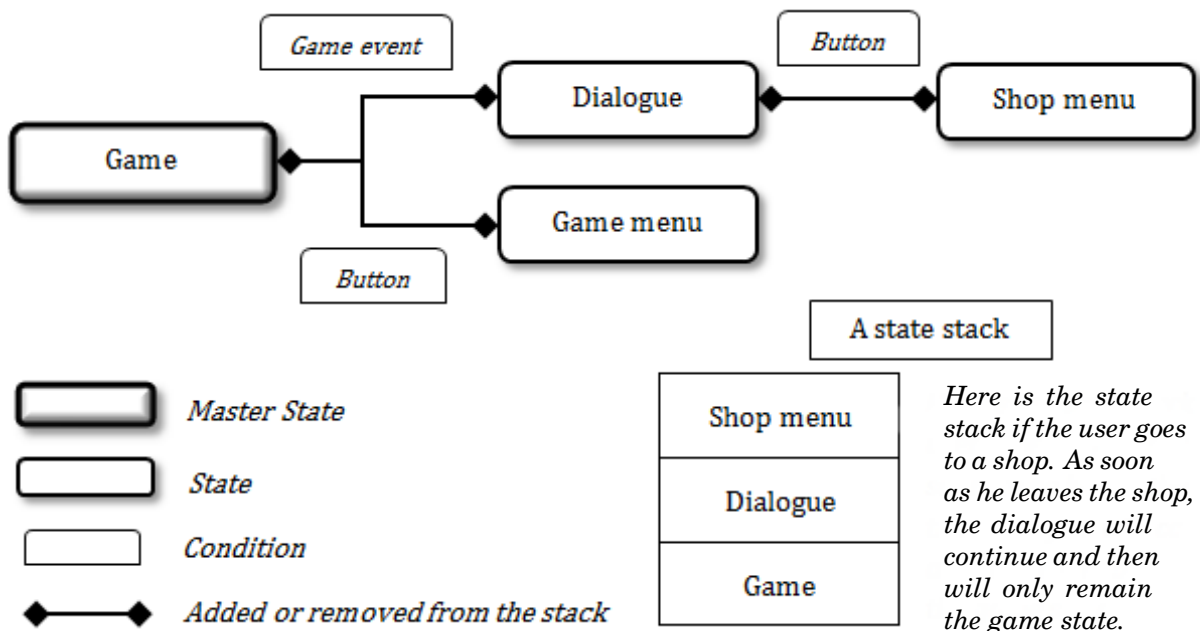 Game event
Button
Dialogue
Shop menu
Game
Game menu
Button
A state stack
Master State
State
Condition
Added or removed from the stack
Shop menu
Dialogue
Game
Here is the state
stack if the user goes
to a shop. As soon
as he leaves the shop,
the dialogue will
continue and then
will only remain
the game state.